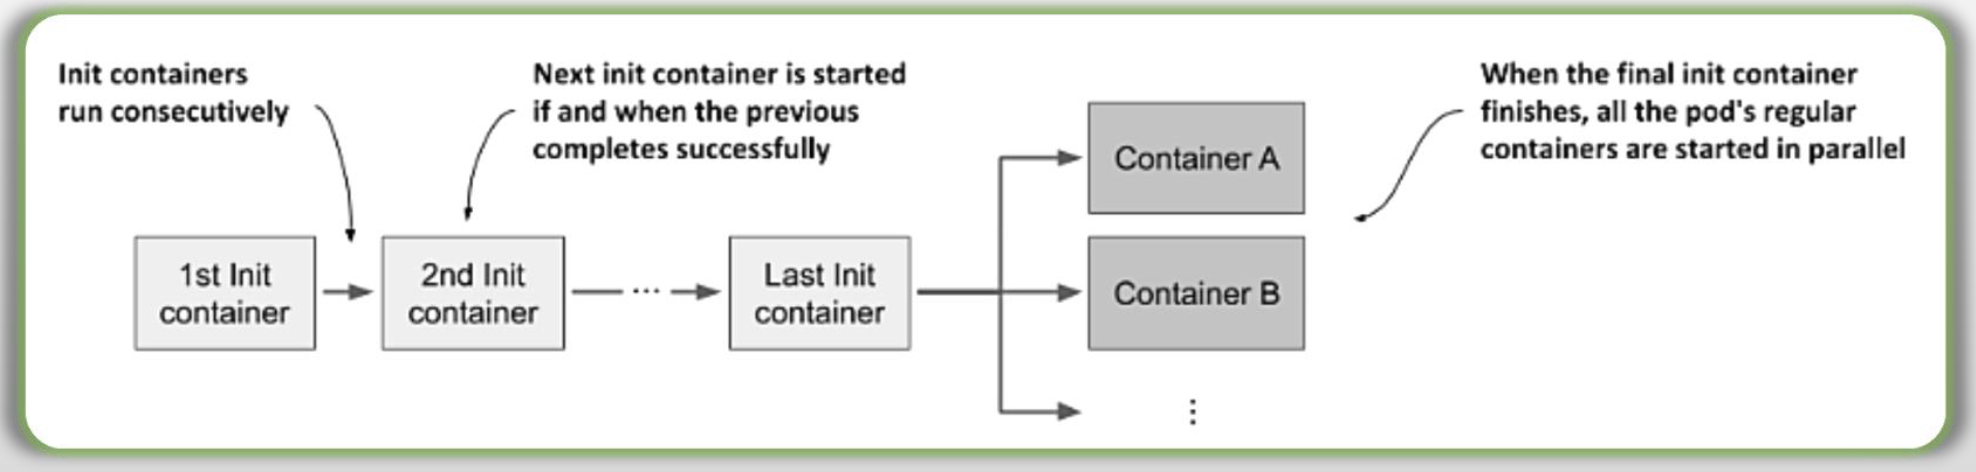 Init containers
run consecutively
Next init container is started
if and when the previous
completes successfully
When the final init container
finishes, all the pod's regular
containers are started in parallel
1st Init
container
2nd Init
container
...
Last Init
container
Container A
Container B
⋮